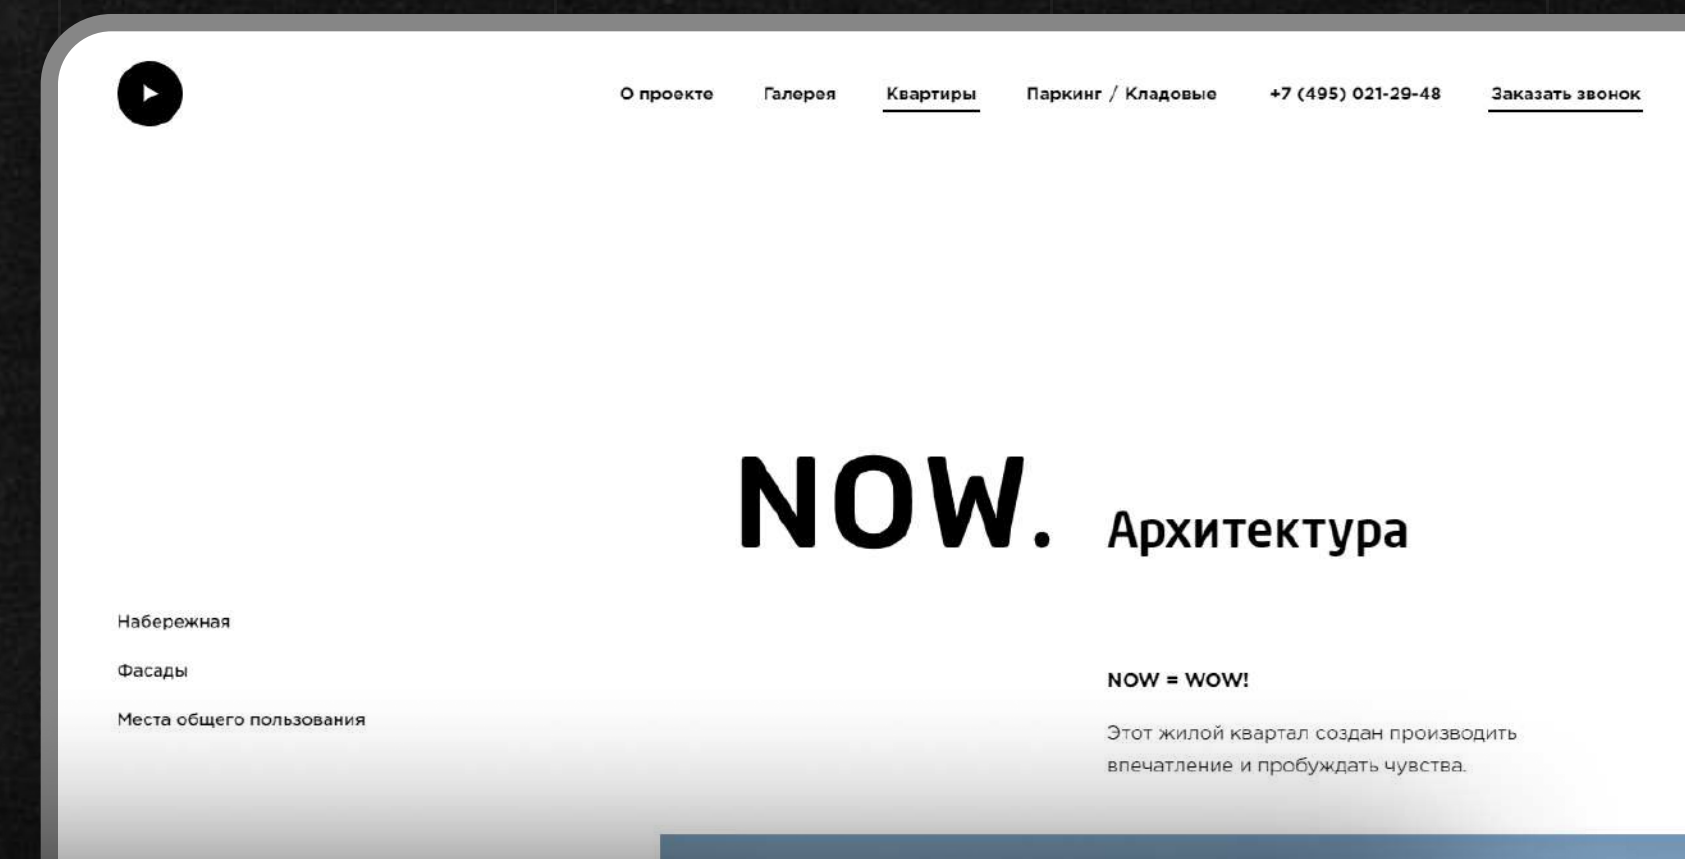 О проекте
Галерея
Квартиры
Паркинг / Кладовые
+7 (495) 021-29-48
Заказать звонок
NOW.
Архитектура
Набережная
Фасады
Места общего пользования
NOW = WOW!
Этот жилой квартал создан производить
впечатление и пробуждать чувства.